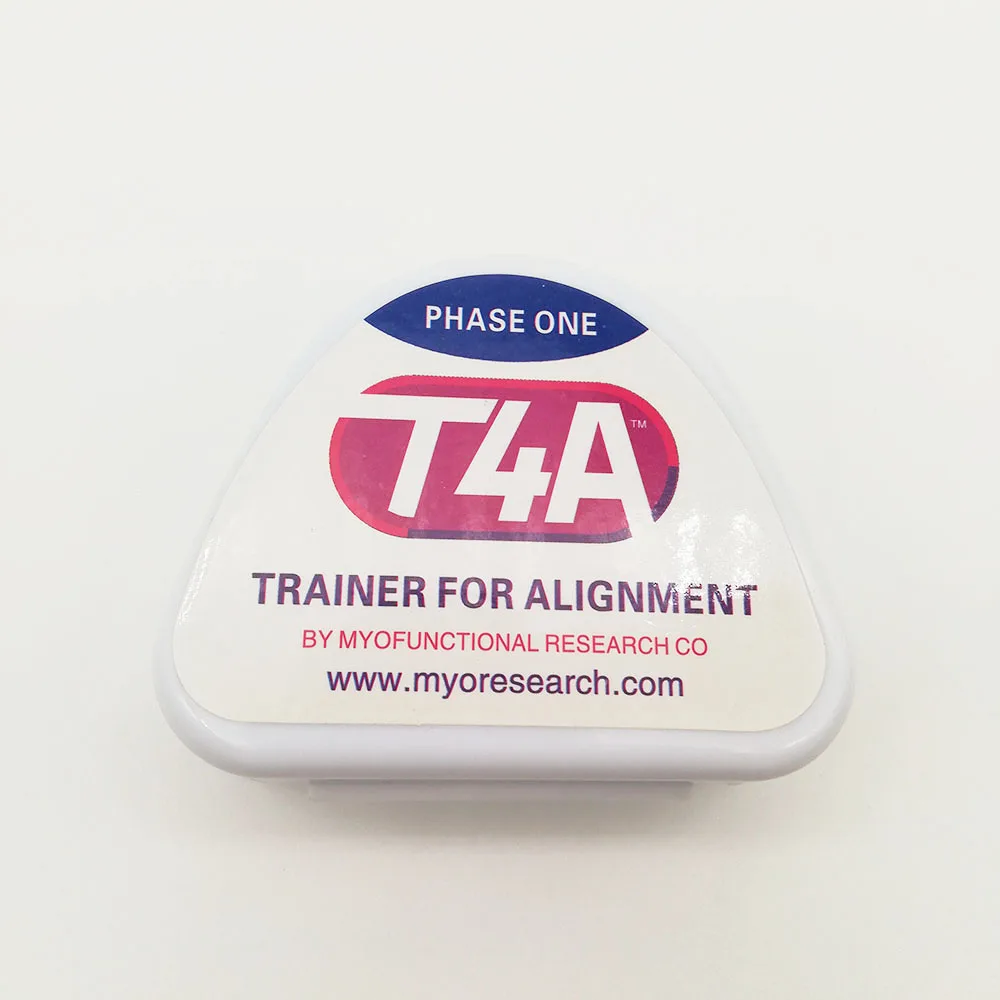 PHASE ONE
T4A™
TRAINER FOR ALIGNMENT
BY MYOFUNCTIONAL RESEARCH CO
www.myoresearch.com